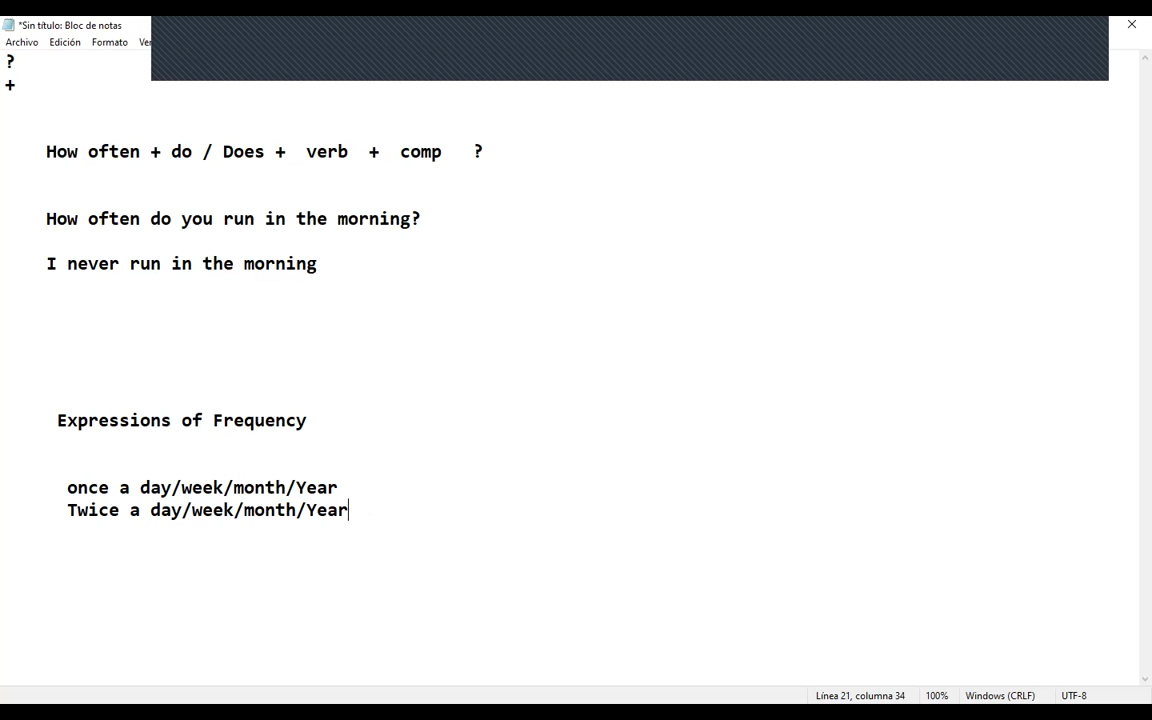 *Sin título: Bloc de notas
Archivo Edición Formato
?
+
How often + do / Does + verb + comp ?
How often do you run in the morning?
I never run in the morning
Expressions of Frequency
once a day/week/month/Year
Twice a day/week/month/Year
Línea 21, columna 34 100% Windows (CRLF) UTF-8